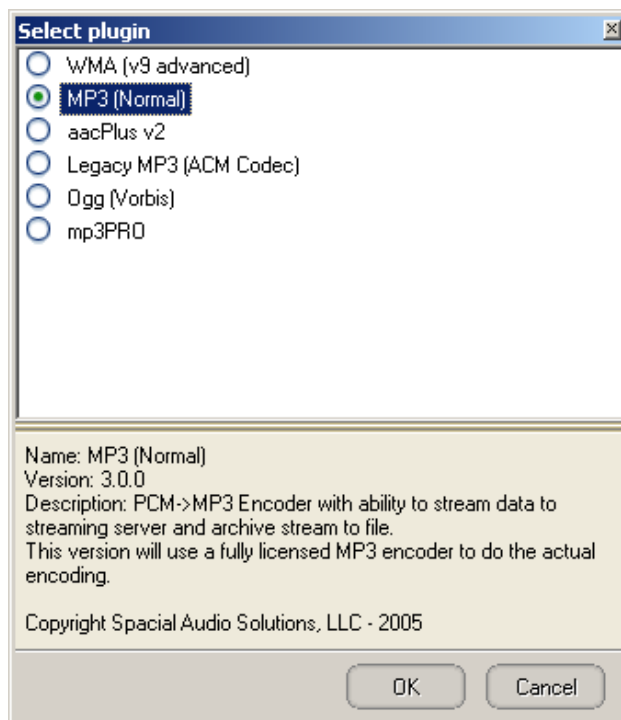 Select plugin
WMA (v9 advanced)
MP3 (Normal)
aacPlus v2
Legacy MP3 (ACM Codec)
Ogg (Vorbis)
mp3PRO
Name: MP3 (Normal)
Version: 3.0.0
Description: PCM->MP3 Encoder with ability to stream data to
streaming server and archive stream to file.
This version will use a fully licensed MP3 encoder to do the actual
encoding.
Copyright Spacial Audio Solutions, LLC - 2005
OK Cancel